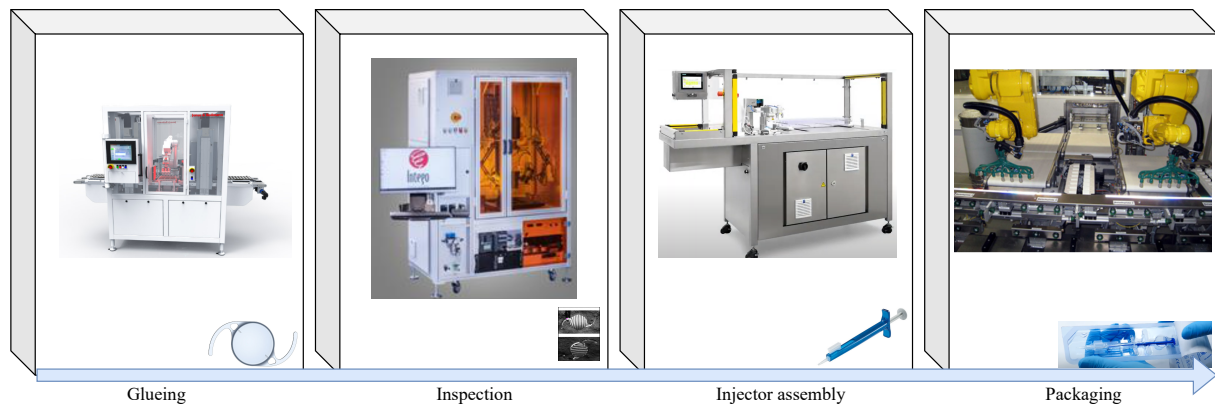 Intego
Glueing
Inspection
Injector assembly
Packaging